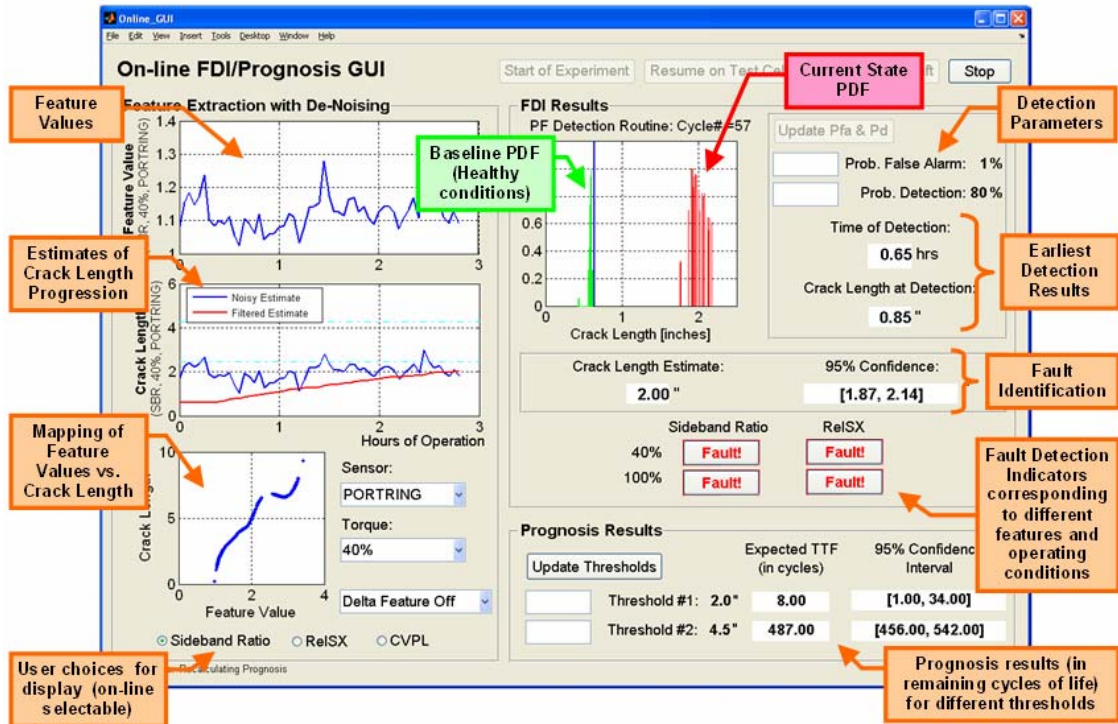 Online_GUI
File Edit View Insert Tools Desktop Window Help
On-line FDI/Prognosis GUI
Start of Experiment
Resume on Test Cel
ft
Stop
Current State
PDF
Feature
Values
Feature Extraction with De-Noising
Feature Value
(SBR, 40%, PORTRING)
1.4
1.3
1.2
1.1
1
0 1 2 3
FDI Results
PF Detection Routine: Cycle# =57
Baseline PDF
(Healthy
conditions)
0.8
0.6
0.4
0.2
0
0 1 2
Crack Length [inches]
Update Pfa & Pd
Prob. False Alarm: 1%
Prob. Detection: 80 %
Time of Detection:
0.65 hrs
Crack Length at Detection:
0.85 "
Detection
Parameters
Earliest
Detection
Results
Estimates of
Crack Length
Progression
Crack Length
(SBR, 40%, PORTRING)
6
4
2
0
Noisy Estimate
Filtered Estimate
0 1 2 3
Hours of Operation
Crack Length Estimate:
2.00 "
95% Confidence:
[1.87, 2.14]
Fault
Identification
Sideband Ratio RelSX
40% Fault! Fault!
100% Fault! Fault!
Fault Detection
Indicators
corresponding
to different
features and
operating
conditions
Mapping of
Feature
Values vs.
Crack Length
Crack Length
10
5
0
0 2 4
Feature Value
Sensor:
PORTRING
Torque:
40%
Delta Feature Off
Sideband Ratio RelSX CVPL
Recalculating Prognosis
User choices for
display (on-line
selectable)
Prognosis Results
Update Thresholds
Expected TTF
(in cycles)
95% Confidence
Interval
Threshold #1: 2.0 " 8.00 [1.00, 34.00]
Threshold #2: 4.5 " 487.00 [456.00, 542.00]
Prognosis results (in
remaining cycles of life)
for different thresholds